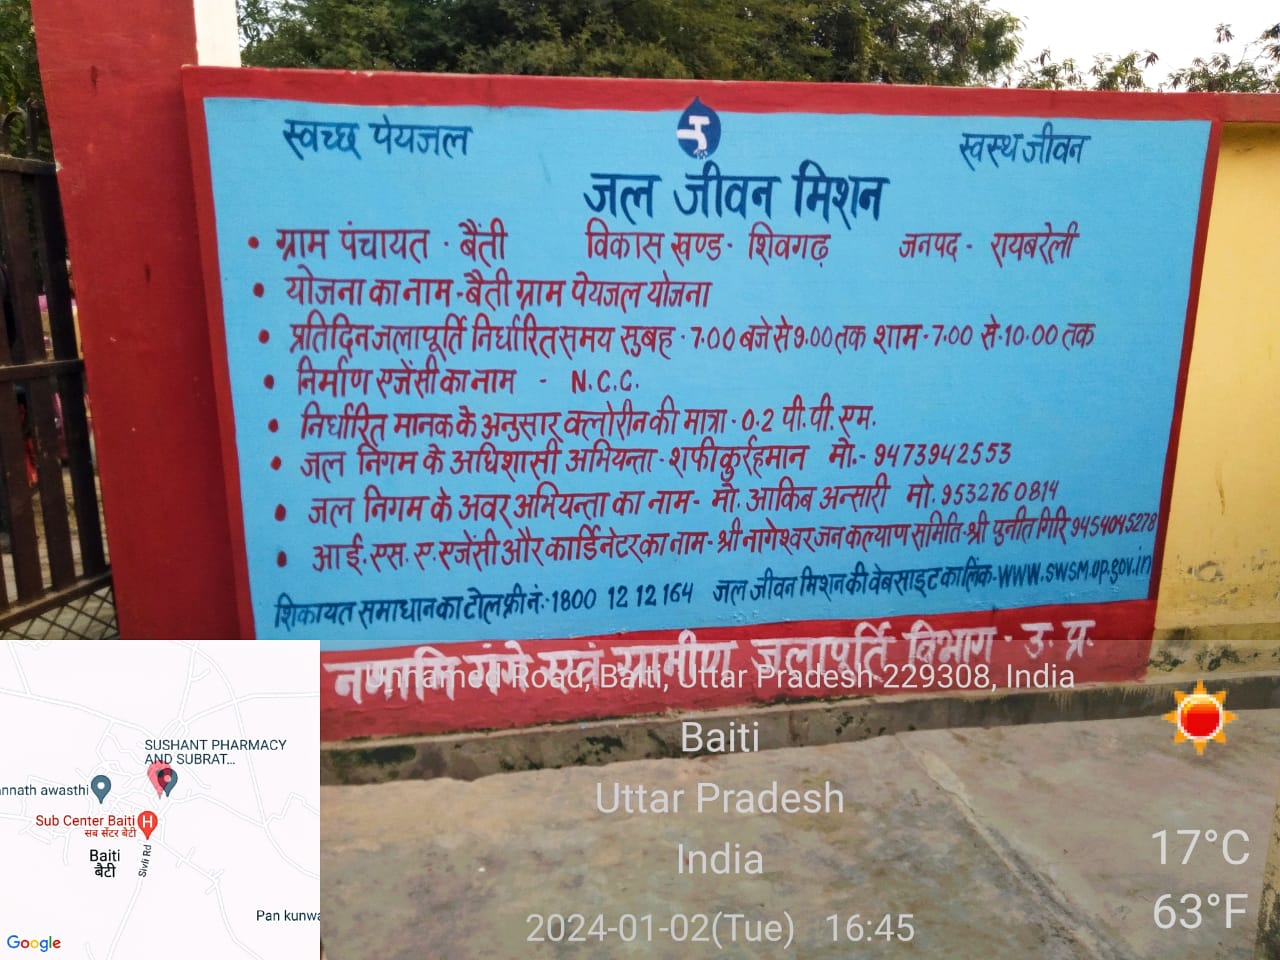 स्वच्छ पेयजल
स्वस्थ जीवन
जल जीवन मिशन
• ग्राम पंचायत - बैंती विकास खण्ड - शिवगढ़ जनपद - रायबरेली
• योजना का नाम - बैंती ग्राम पेयजल योजना
• प्रतिदिन जलापूर्ति निर्धारित समय सुबह - 7.00 बजे से 9.00 तक शाम - 7.00 से 10.00 तक
• निर्माण एजेंसी का नाम - N.C.C.
• निर्धारित मानक के अनुसार क्लोरीन की मात्रा - 0.2 पी.पी.एम.
• जल निगम के अधिशासी अभियन्ता - शफीकुर्रहमान मो.- 9473942553
• जल निगम के अवर अभियन्ता का नाम - मो. आकिब अन्सारी मो. 9532760814
• आई.एस.ए. एजेंसी और कार्डिनेटर का नाम - श्री नागेश्वर जन कल्याण समिति - श्री पुनीत गिरि 9454045278
शिकायत समाधान का टोल फ्री नं.- 1800 12 12 164 जल जीवन मिशन की वेबसाइट का लिंक - www.swsm.up.gov.in
नमामि गंगे एवं ग्रामीण जलापूर्ति विभाग - उ.प्र.
Unnamed Road, Baiti, Uttar Pradesh 229308, India
Baiti
Uttar Pradesh
India
2024-01-02(Tue) 16:45
17°C
63°F
SUSHANT PHARMACY
AND SUBRAT...
annath awasthi
Sub Center Baiti
सब सेंटर बैटी
H
Baiti
बैटी
Sivli Rd
Pan kunwa
Google